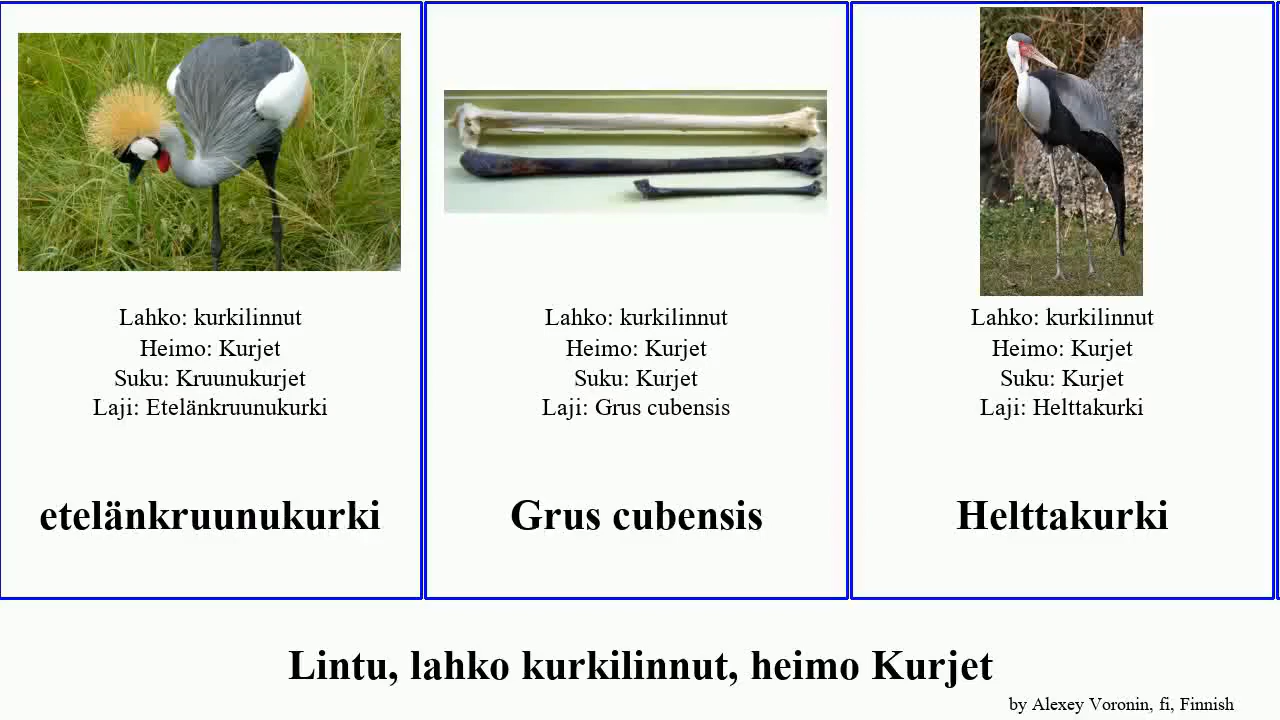 Lahko: kurkilinnut
Heimo: Kurjet
Suku: Kruunukurjet
Laji: Etelänkruunukurki
etelänkruunukurki
Lahko: kurkilinnut
Heimo: Kurjet
Suku: Kurjet
Laji: Grus cubensis
Grus cubensis
Lahko: kurkilinnut
Heimo: Kurjet
Suku: Kurjet
Laji: Helttakurki
Helttakurki
Lintu, lahko kurkilinnut, heimo Kurjet
by Alexey Voronin, fi, Finnish